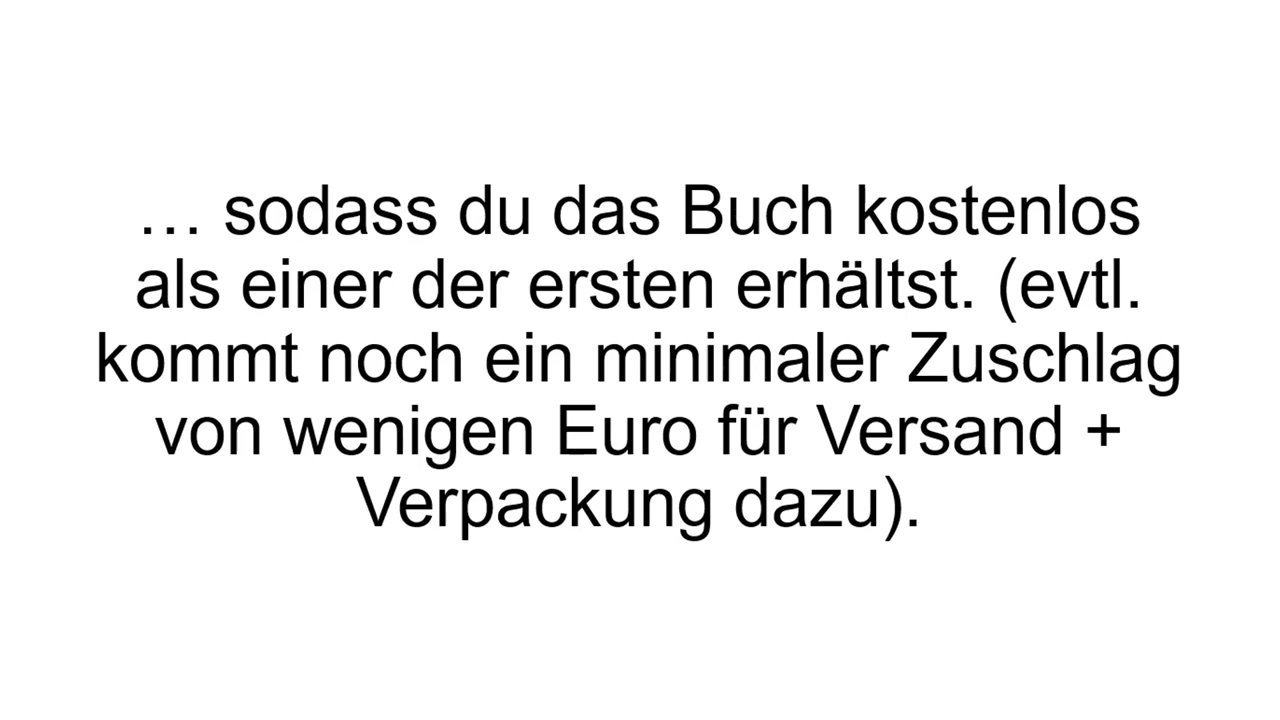 … sodass du das Buch kostenlos
als einer der ersten erhältst. (evtl.
kommt noch ein minimaler Zuschlag
von wenigen Euro für Versand +
Verpackung dazu).